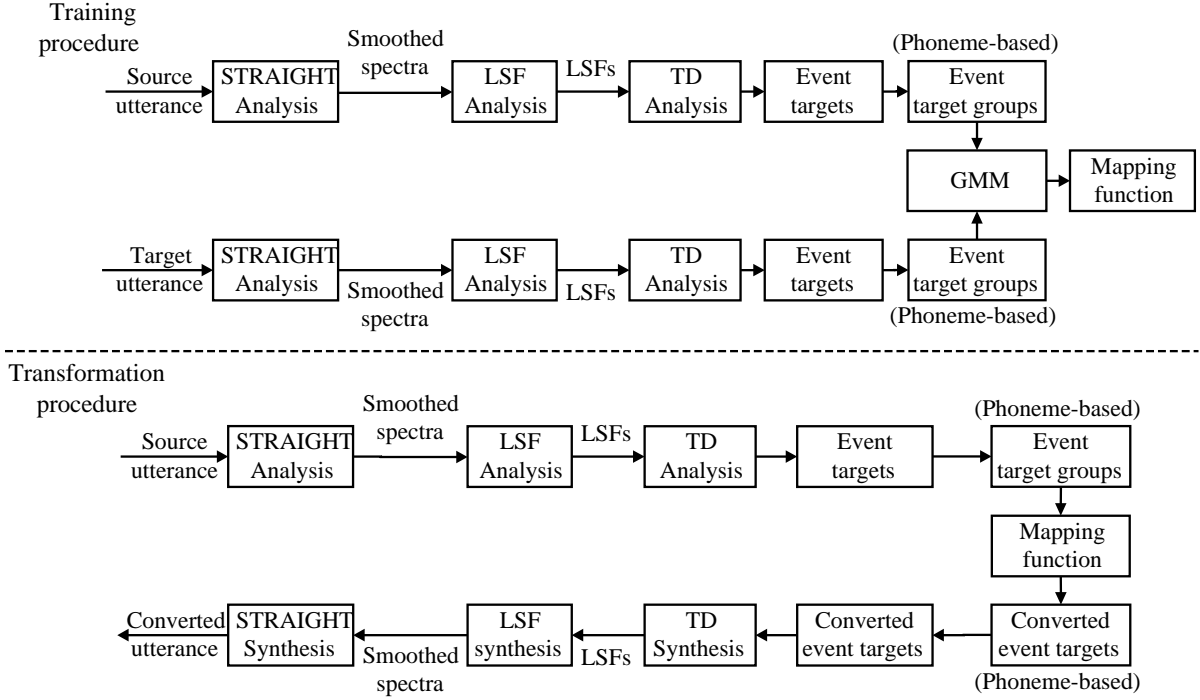 Training
procedure
Source
utterance
STRAIGHT
Analysis
Smoothed
spectra
LSF
Analysis
LSFs
TD
Analysis
Event
targets
(Phoneme-based)
Event
target groups
GMM
Mapping
function
Target
utterance
STRAIGHT
Analysis
Smoothed
spectra
LSF
Analysis
LSFs
TD
Analysis
Event
targets
Event
target groups
(Phoneme-based)
Transformation
procedure
Source
utterance
STRAIGHT
Analysis
Smoothed
spectra
LSF
Analysis
LSFs
TD
Analysis
Event
targets
(Phoneme-based)
Event
target groups
Mapping
function
Converted
utterance
STRAIGHT
Synthesis
Smoothed
spectra
LSF
synthesis
LSFs
TD
Synthesis
Converted
event targets
Converted
event targets
(Phoneme-based)